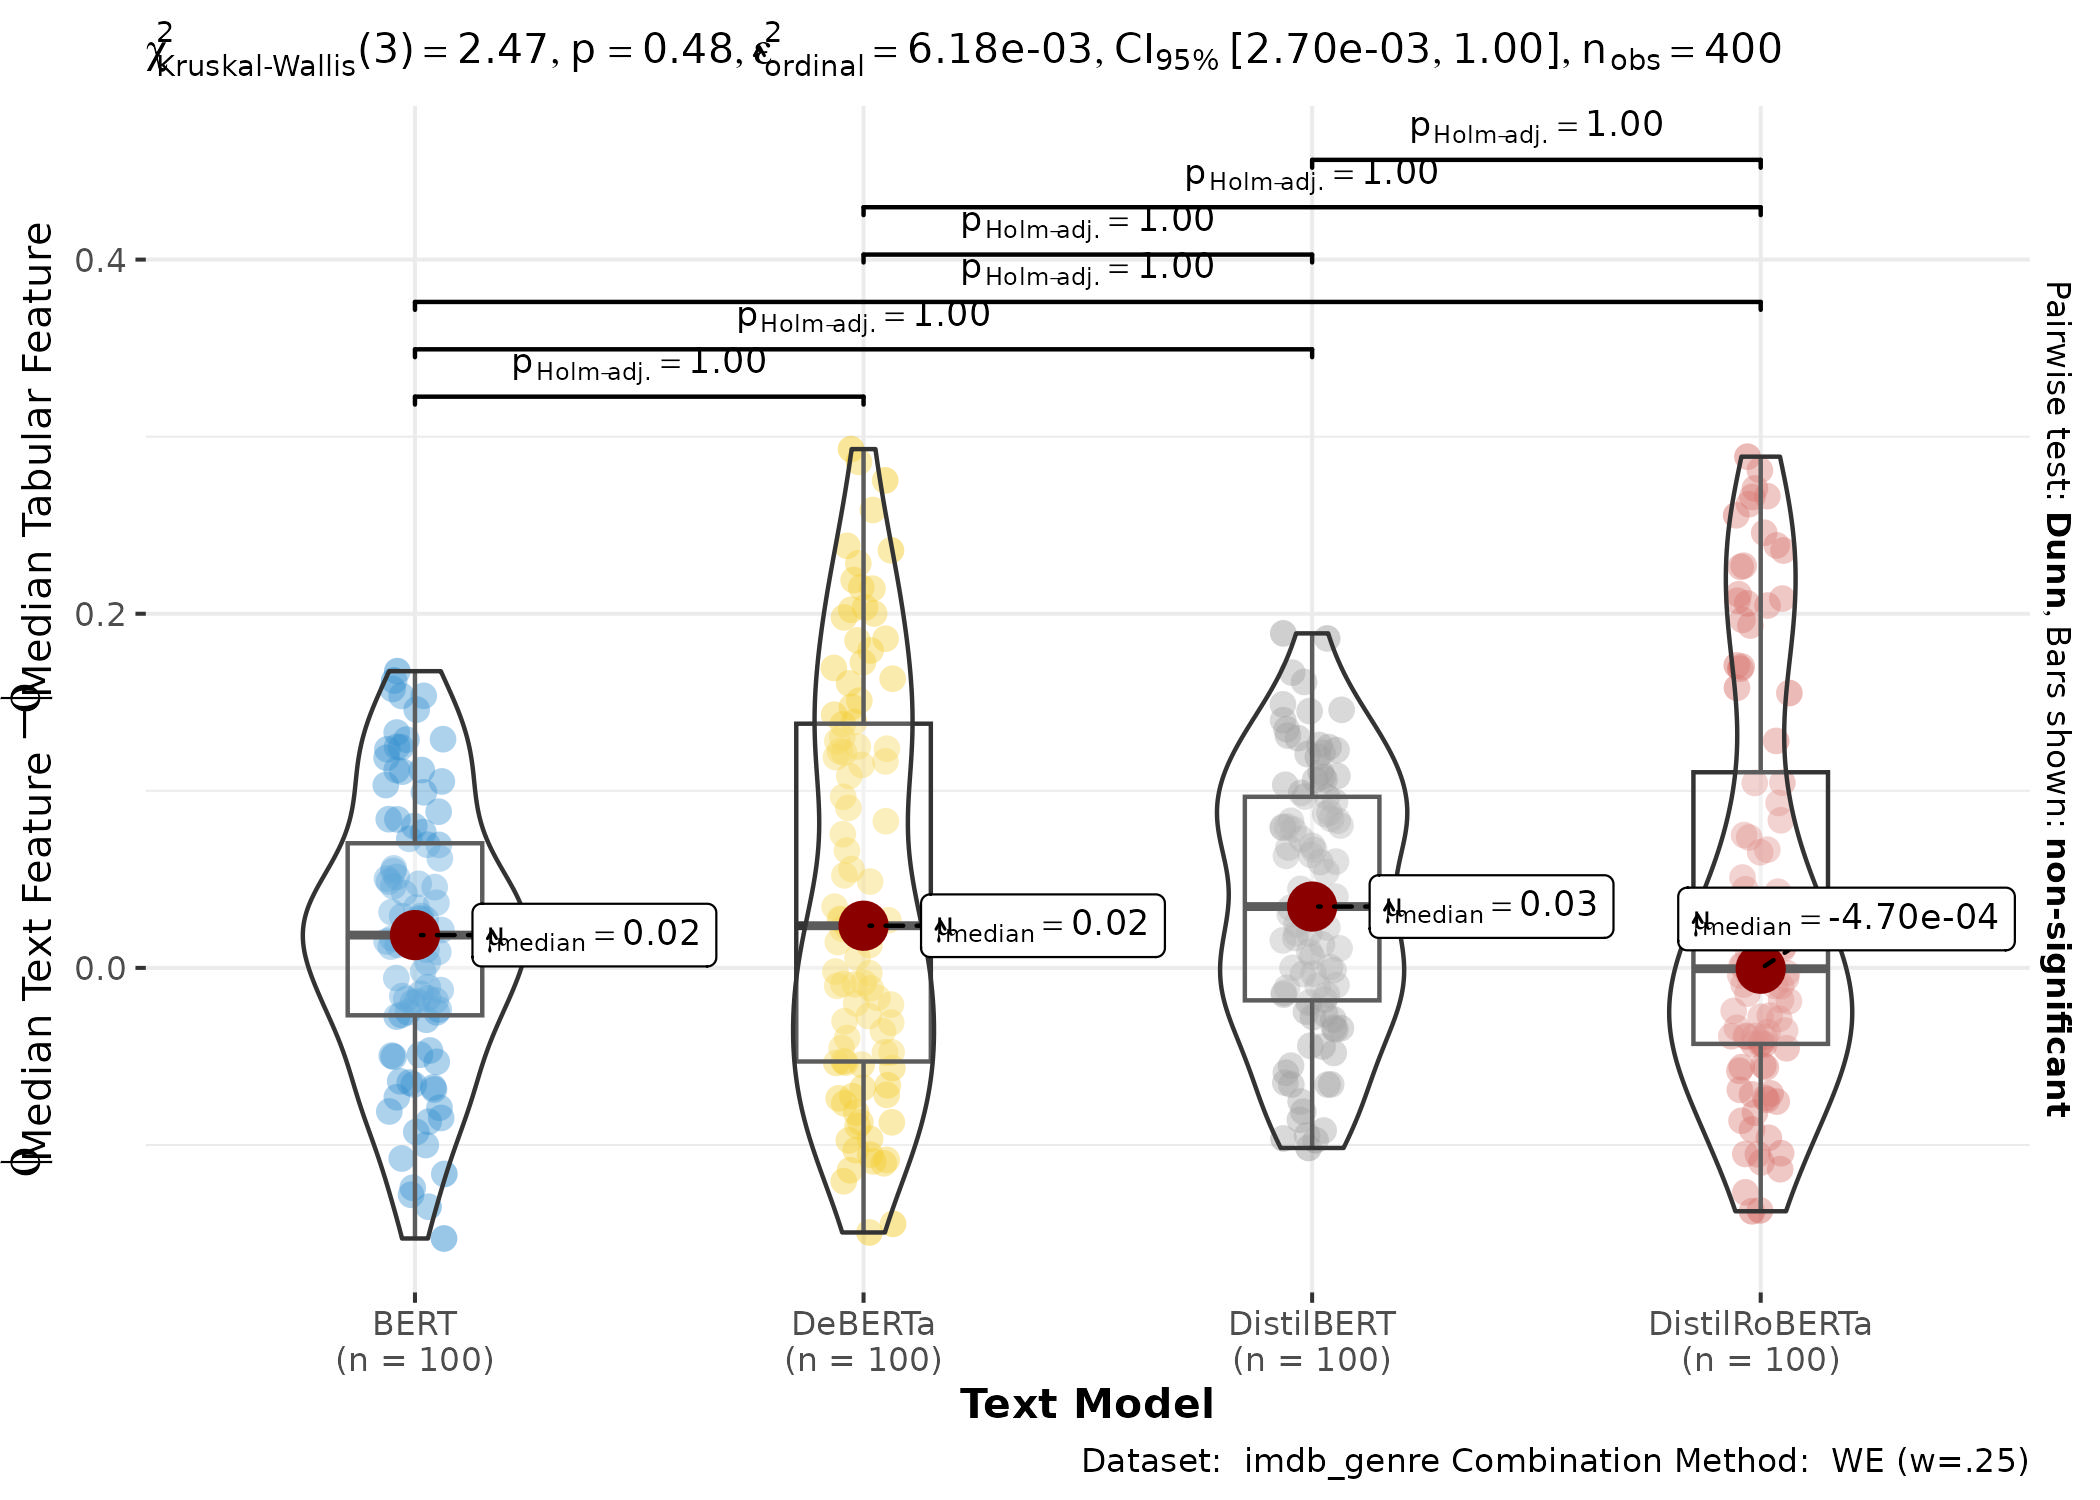 χ²Kruskal-Wallis(3) = 2.47, p = 0.48, ε̂²ordinal = 6.18e-03, CI95% [2.70e-03, 1.00], nobs = 400
pHolm-adj. = 1.00
pHolm-adj. = 1.00
pHolm-adj. = 1.00
pHolm-adj. = 1.00
pHolm-adj. = 1.00
pHolm-adj. = 1.00
0.4
0.2
0.0
ϕMedian Text Feature − ϕMedian Tabular Feature
Pairwise test: Dunn, Bars shown: non-significant
μ̂median = 0.02
μ̂median = 0.02
μ̂median = 0.03
μ̂median = -4.70e-04
BERT
(n = 100)
DeBERTa
(n = 100)
DistilBERT
(n = 100)
DistilRoBERTa
(n = 100)
Text Model
Dataset:  imdb_genre Combination Method:  WE (w=.25)